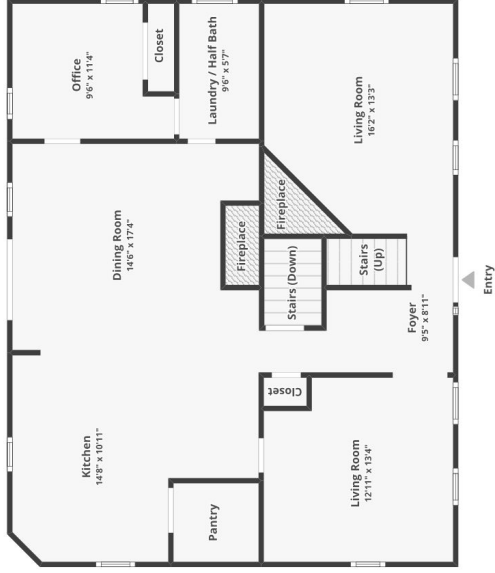 Office
9'6" x 11'4"
Closet
Laundry / Half Bath
9'6" x 5'7"
Living Room
16'2" x 13'3"
Dining Room
14'6" x 17'4"
Fireplace
Fireplace
Stairs (Down)
Stairs
(Up)
Foyer
9'5" x 8'11"
Entry
Kitchen
14'8" x 10'11"
Closet
Pantry
Living Room
12'11" x 13'4"